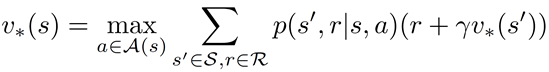 v_*(s) = \max_{a \in \mathcal{A}(s)} \sum_{s' \in \mathcal{S}, r \in \mathcal{R}} p(s', r|s, a)(r + \gamma v_*(s'))